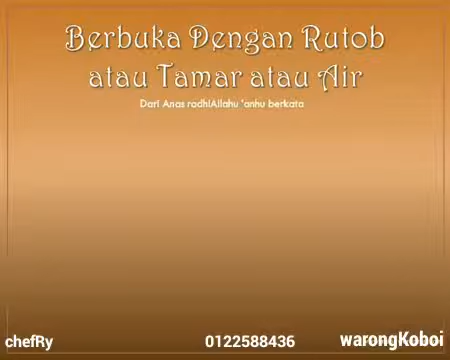 Berbuka Dengan Rutob
atau Tamar atau Air
Dari Anas radhiAllahu 'anhu berkata
chefRy
0122588436
warongKoboi